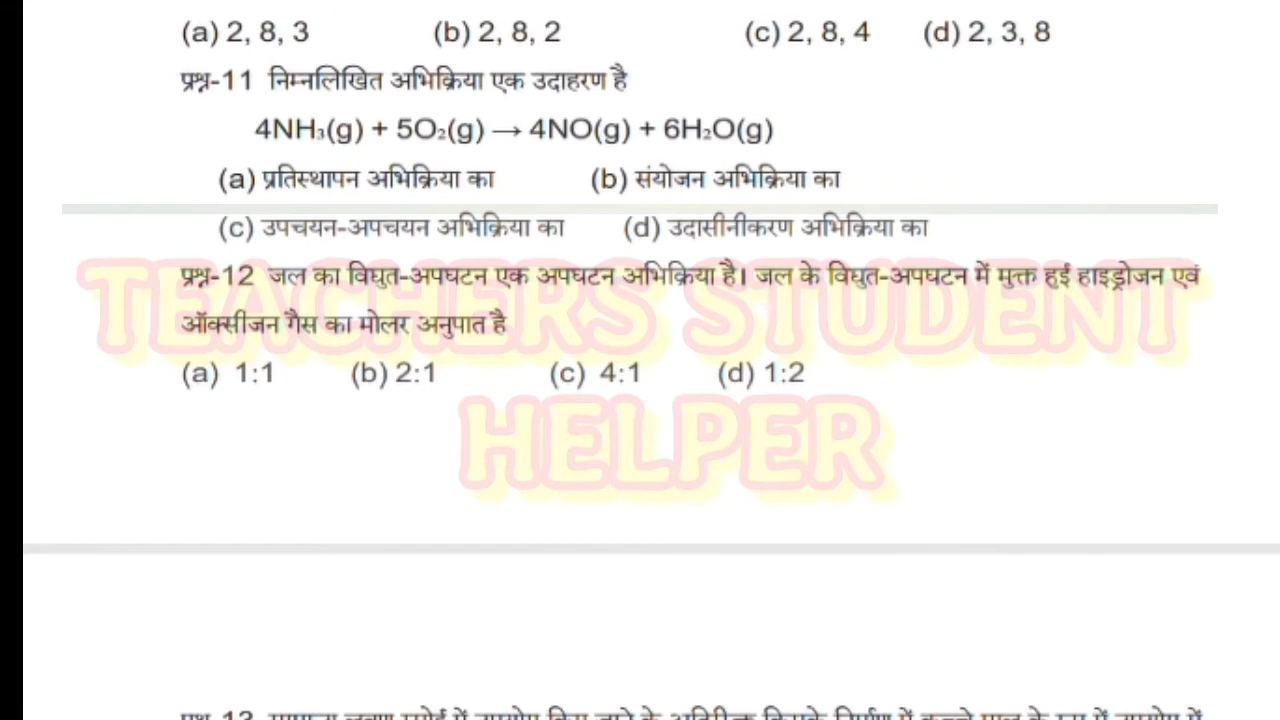 (a) 2, 8, 3 (b) 2, 8, 2 (c) 2, 8, 4 (d) 2, 3, 8
प्रश्न-11 निम्नलिखित अभिक्रिया एक उदाहरण है
4NH₃(g) + 5O₂(g) → 4NO(g) + 6H₂O(g)
(a) प्रतिस्थापन अभिक्रिया का (b) संयोजन अभिक्रिया का
(c) उपचयन-अपचयन अभिक्रिया का (d) उदासीनीकरण अभिक्रिया का
प्रश्न-12 जल का विघुत-अपघटन एक अपघटन अभिक्रिया है। जल के विघुत-अपघटन में मुक्त हुई हाइड्रोजन एवं
ऑक्सीजन गैस का मोलर अनुपात है
(a) 1:1 (b) 2:1 (c) 4:1 (d) 1:2
TEACHERS STUDENT
HELPER